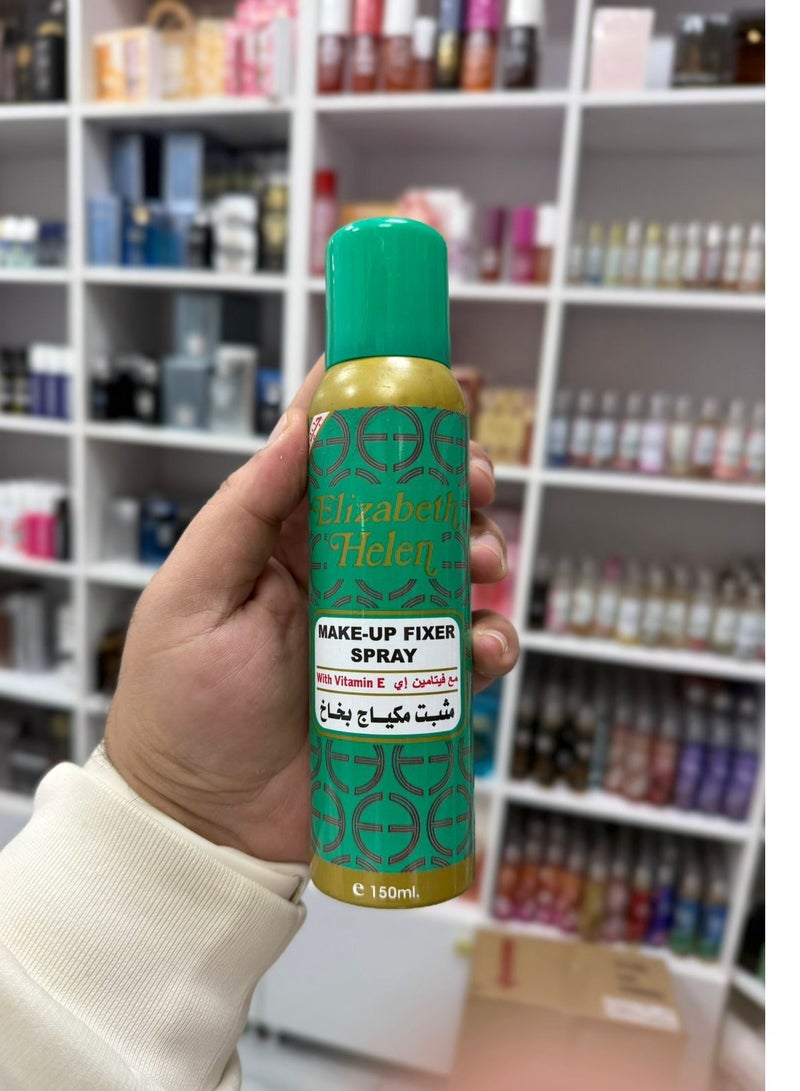 Elizabeth
Helen
MAKE-UP FIXER
SPRAY
With Vitamin E مع فيتامين إي
مثبت مكياج بخاخ
e 150ml.